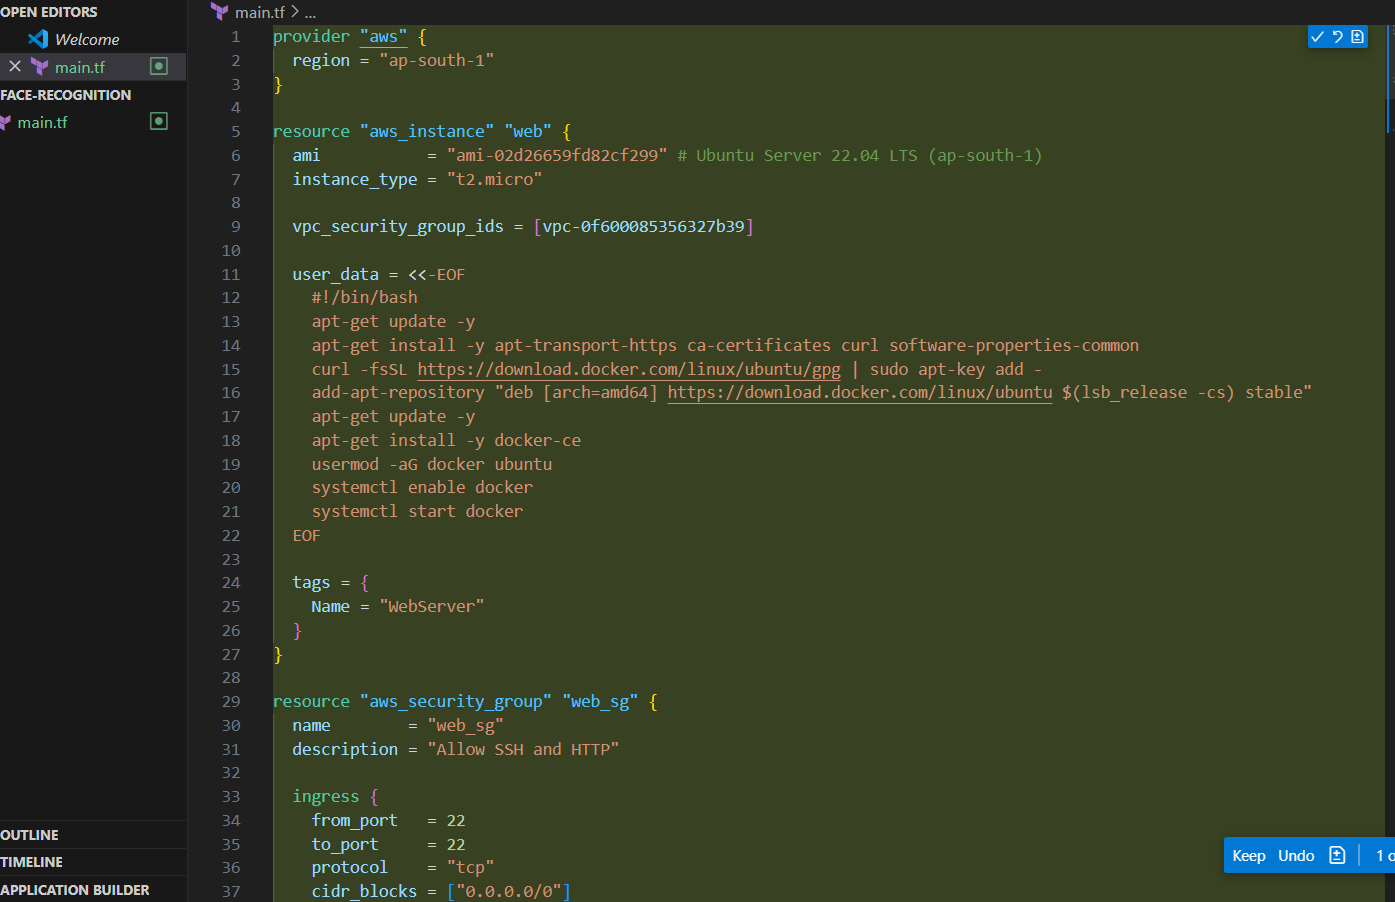 OPEN EDITORS
Welcome
main.tf
FACE-RECOGNITION
main.tf
OUTLINE
TIMELINE
APPLICATION BUILDER
main.tf > ...
1 provider "aws" {
2   region = "ap-south-1"
3 }
4
5 resource "aws_instance" "web" {
6   ami           = "ami-02d26659fd82cf299" # Ubuntu Server 22.04 LTS (ap-south-1)
7   instance_type = "t2.micro"
8
9   vpc_security_group_ids = [vpc-0f600085356327b39]
10
11   user_data = <<-EOF
12     #!/bin/bash
13     apt-get update -y
14     apt-get install -y apt-transport-https ca-certificates curl software-properties-common
15     curl -fsSL https://download.docker.com/linux/ubuntu/gpg | sudo apt-key add -
16     add-apt-repository "deb [arch=amd64] https://download.docker.com/linux/ubuntu $(lsb_release -cs) stable"
17     apt-get update -y
18     apt-get install -y docker-ce
19     usermod -aG docker ubuntu
20     systemctl enable docker
21     systemctl start docker
22   EOF
23
24   tags = {
25     Name = "WebServer"
26   }
27 }
28
29 resource "aws_security_group" "web_sg" {
30   name        = "web_sg"
31   description = "Allow SSH and HTTP"
32
33   ingress {
34     from_port   = 22
35     to_port     = 22
36     protocol    = "tcp"
37     cidr_blocks = ["0.0.0.0/0"]
Keep Undo 1 o